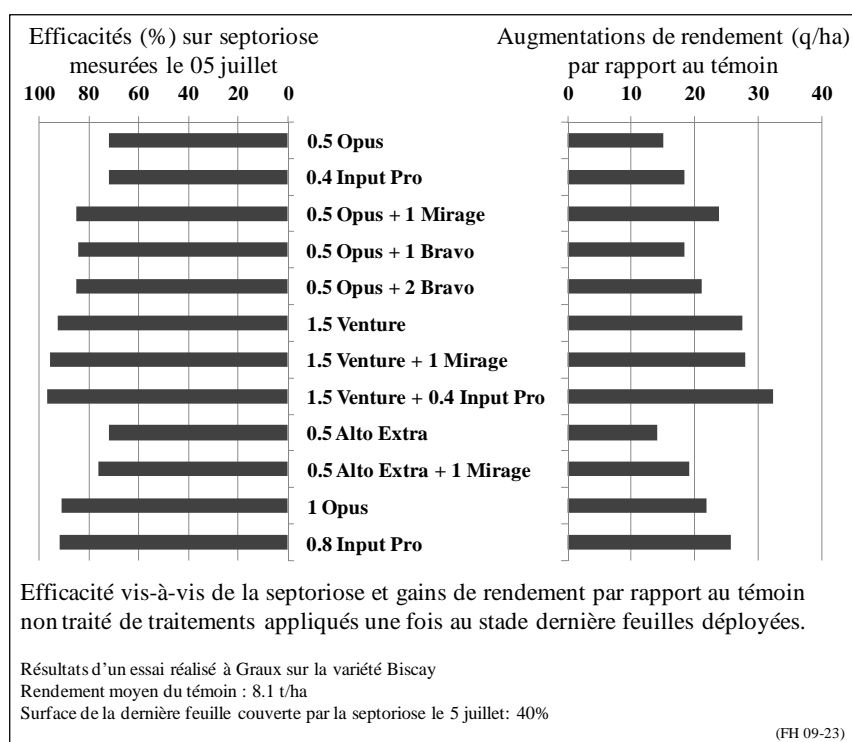 Efficacités (%) sur septoriose
mesurées le 05 juillet
Augmentations de rendement (q/ha)
par rapport au témoin
100 80 60 40 20 0
0 10 20 30 40
0.5 Opus
0.4 Input Pro
0.5 Opus + 1 Mirage
0.5 Opus + 1 Bravo
0.5 Opus + 2 Bravo
1.5 Venture
1.5 Venture + 1 Mirage
1.5 Venture + 0.4 Input Pro
0.5 Alto Extra
0.5 Alto Extra + 1 Mirage
1 Opus
0.8 Input Pro
Efficacité vis-à-vis de la septoriose et gains de rendement par rapport au témoin
non traité de traitements appliqués une fois au stade dernière feuilles déployées.
Résultats d'un essai réalisé à Graux sur la variété Biscay
Rendement moyen du témoin : 8.1 t/ha
Surface de la dernière feuille couverte par la septoriose le 5 juillet: 40%
(FH 09-23)